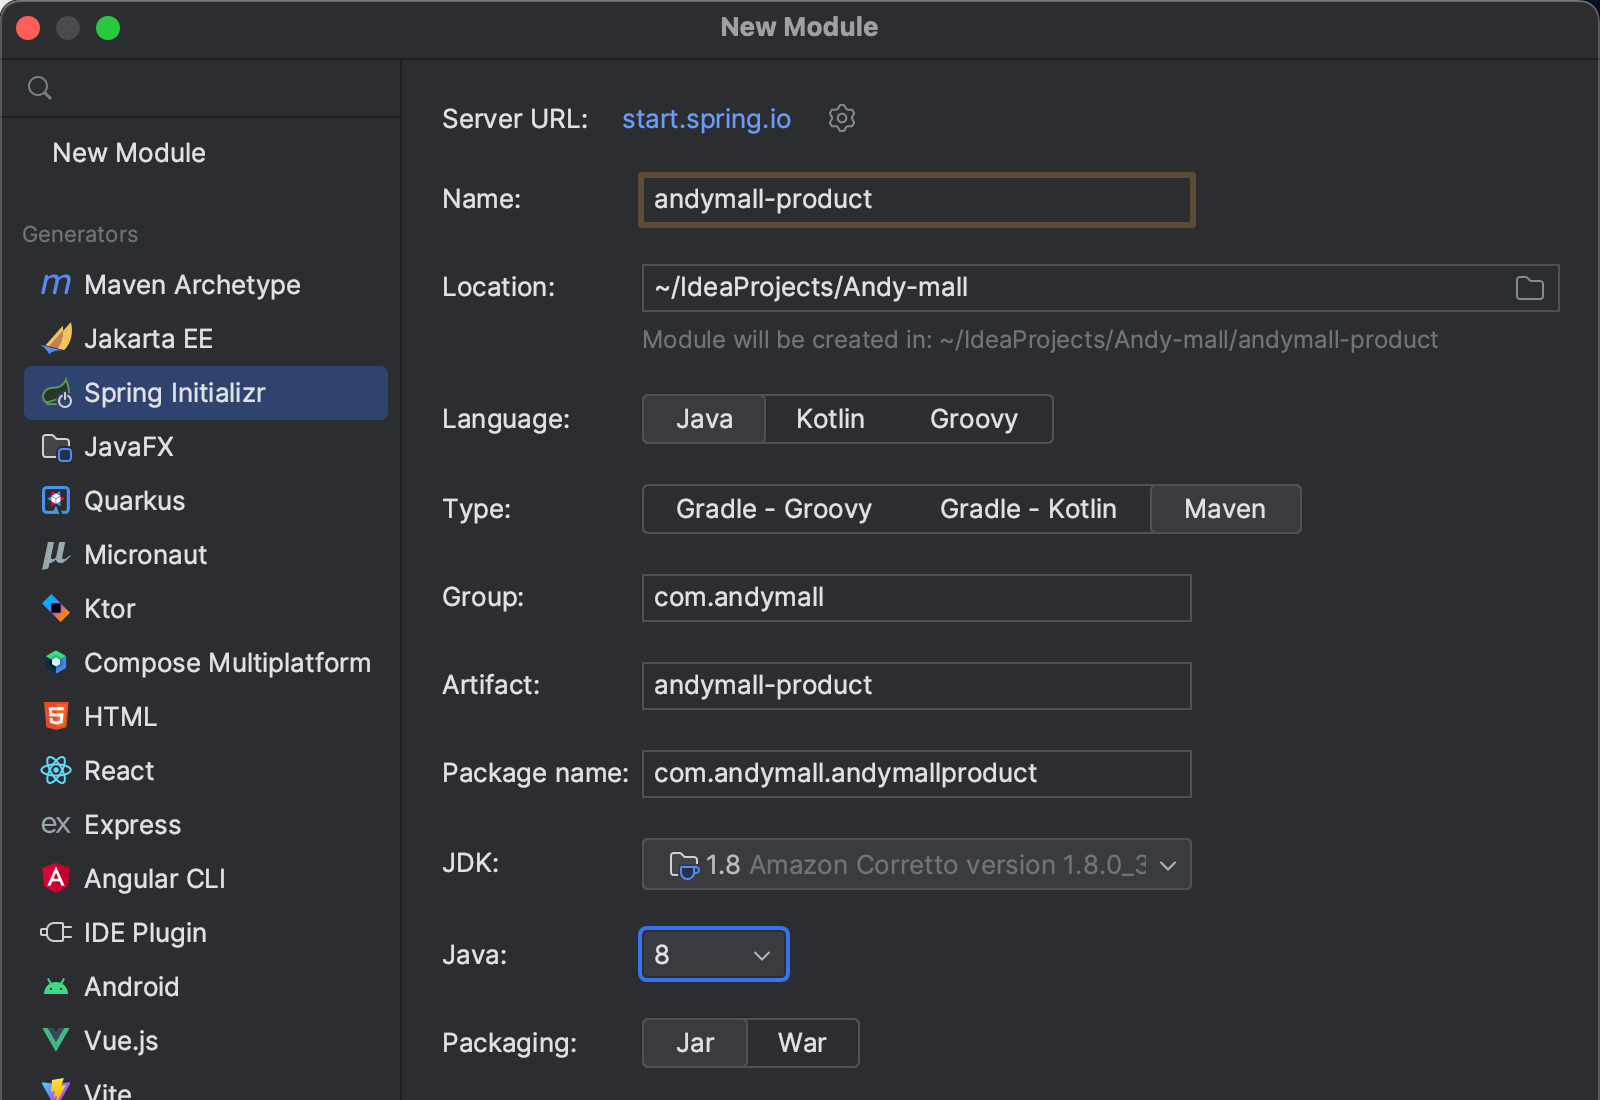 New Module
New Module
Generators
Maven Archetype
Jakarta EE
Spring Initializr
JavaFX
Quarkus
Micronaut
Ktor
Compose Multiplatform
HTML
React
ex Express
Angular CLI
IDE Plugin
Android
Vue.js
Vite
Server URL: start.spring.io
Name: andymall-product
Location: ~/IdeaProjects/Andy-mall
Module will be created in: ~/IdeaProjects/Andy-mall/andymall-product
Language: Java Kotlin Groovy
Type: Gradle - Groovy Gradle - Kotlin Maven
Group: com.andymall
Artifact: andymall-product
Package name: com.andymall.andymallproduct
JDK: 1.8 Amazon Corretto version 1.8.0_3
Java: 8
Packaging: Jar War